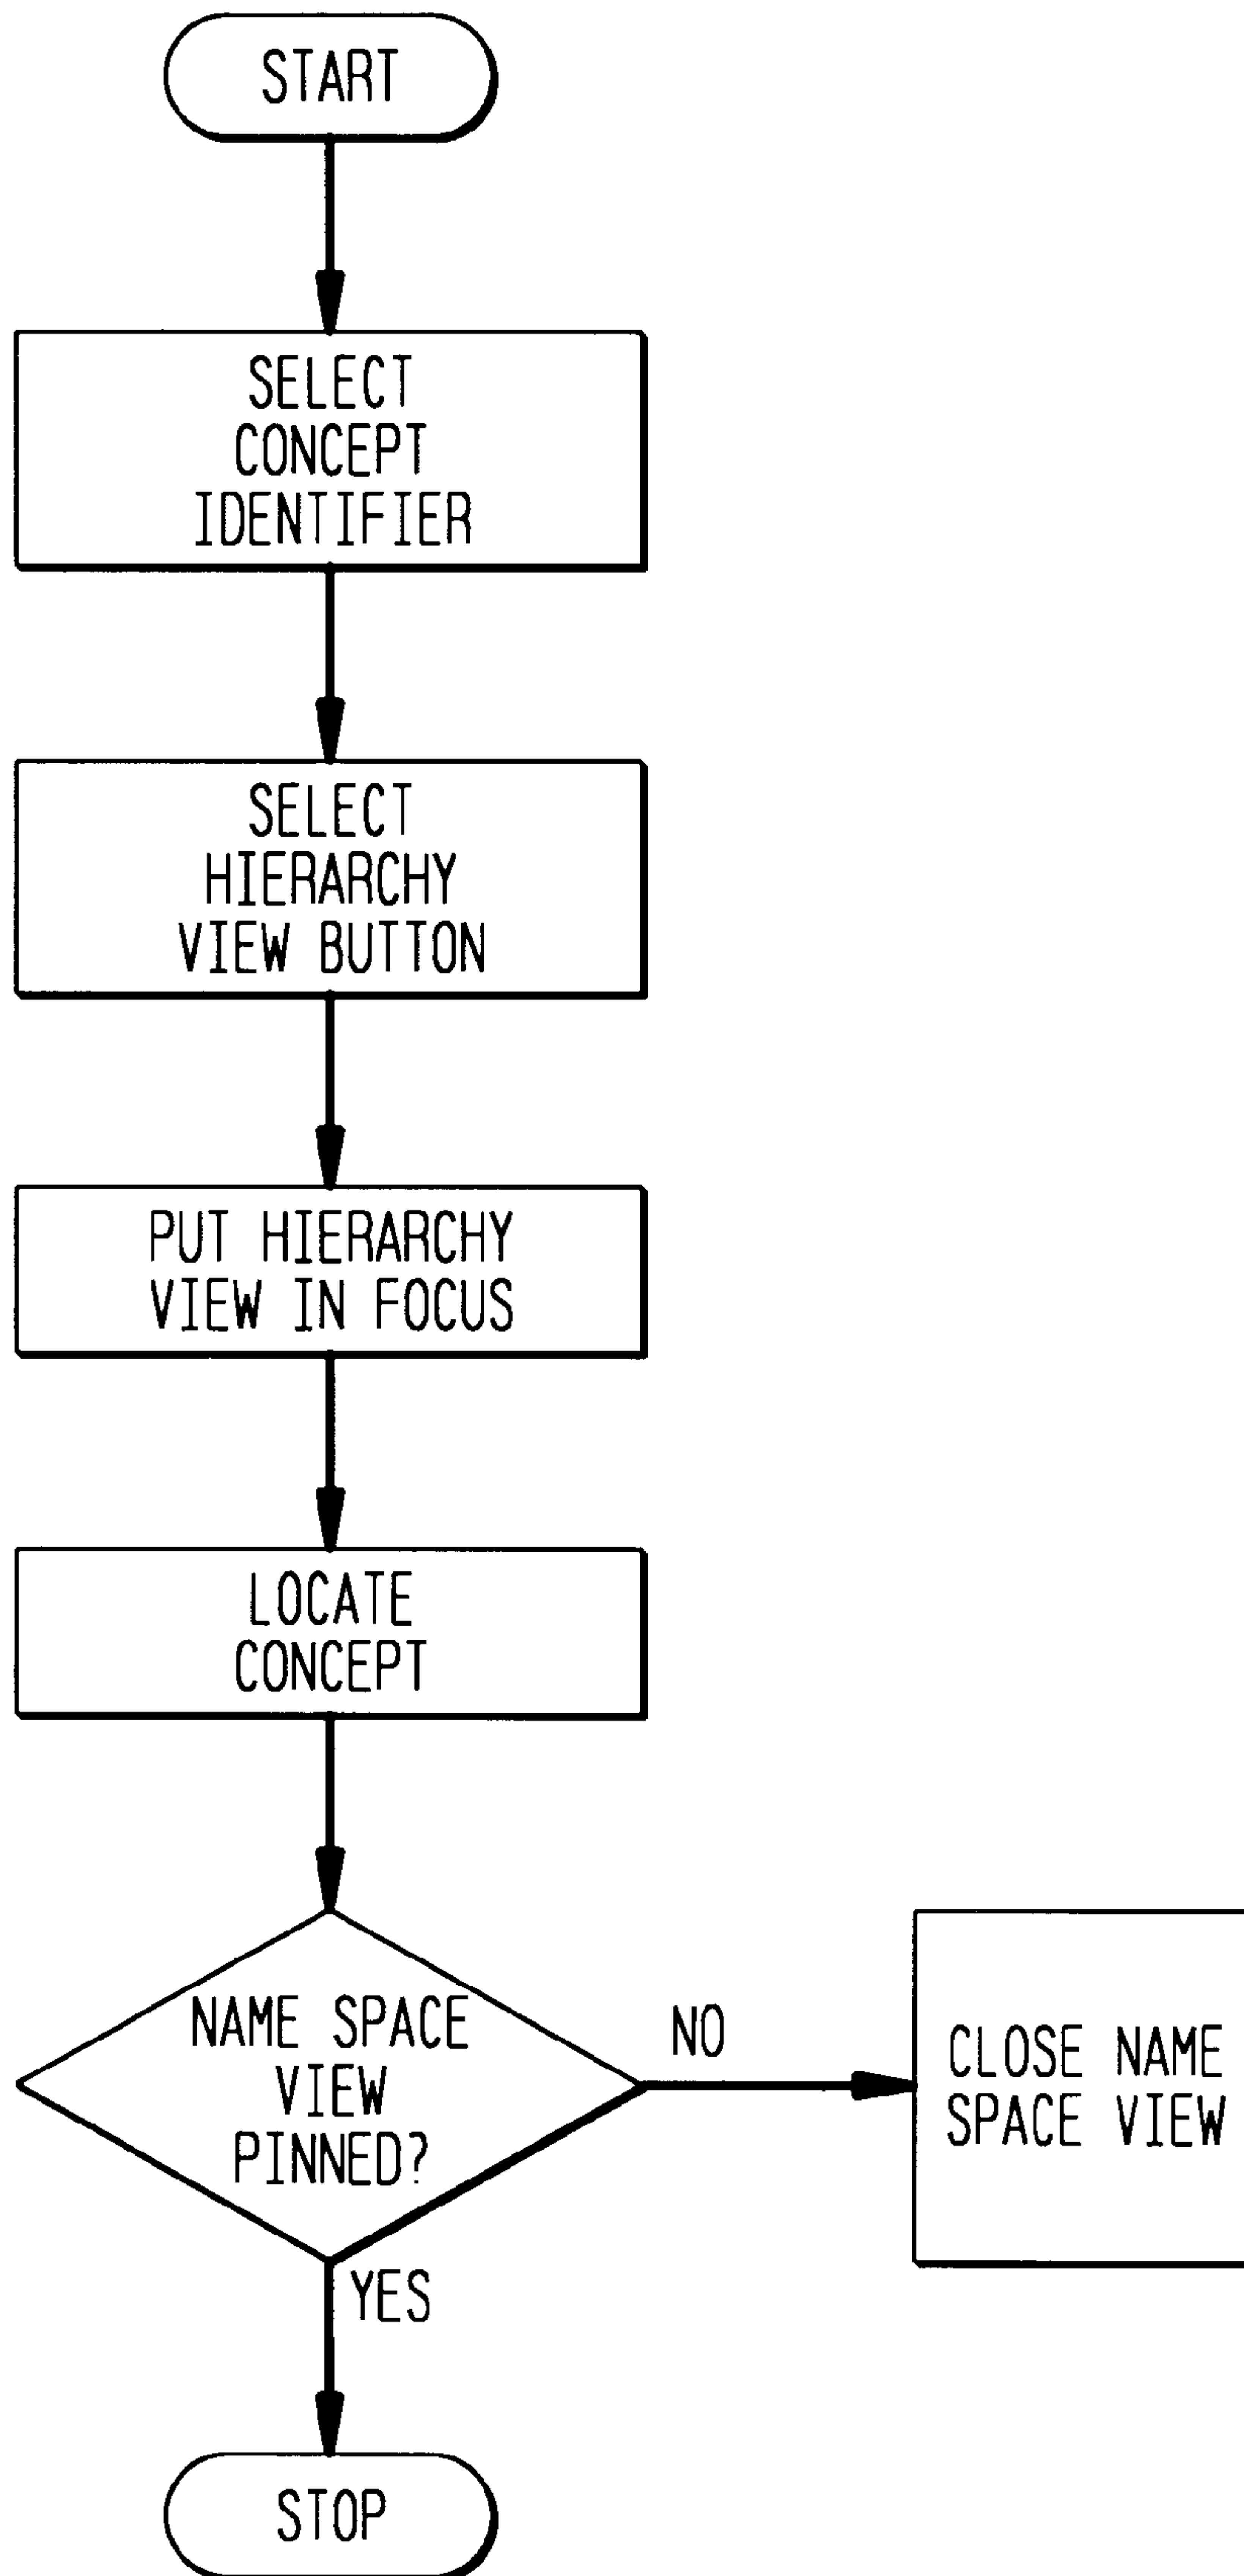 START
SELECT
CONCEPT
IDENTIFIER
SELECT
HIERARCHY
VIEW BUTTON
PUT HIERARCHY
VIEW IN FOCUS
LOCATE
CONCEPT
NAME SPACE
VIEW
PINNED?
NO
CLOSE NAME
SPACE VIEW
YES
STOP